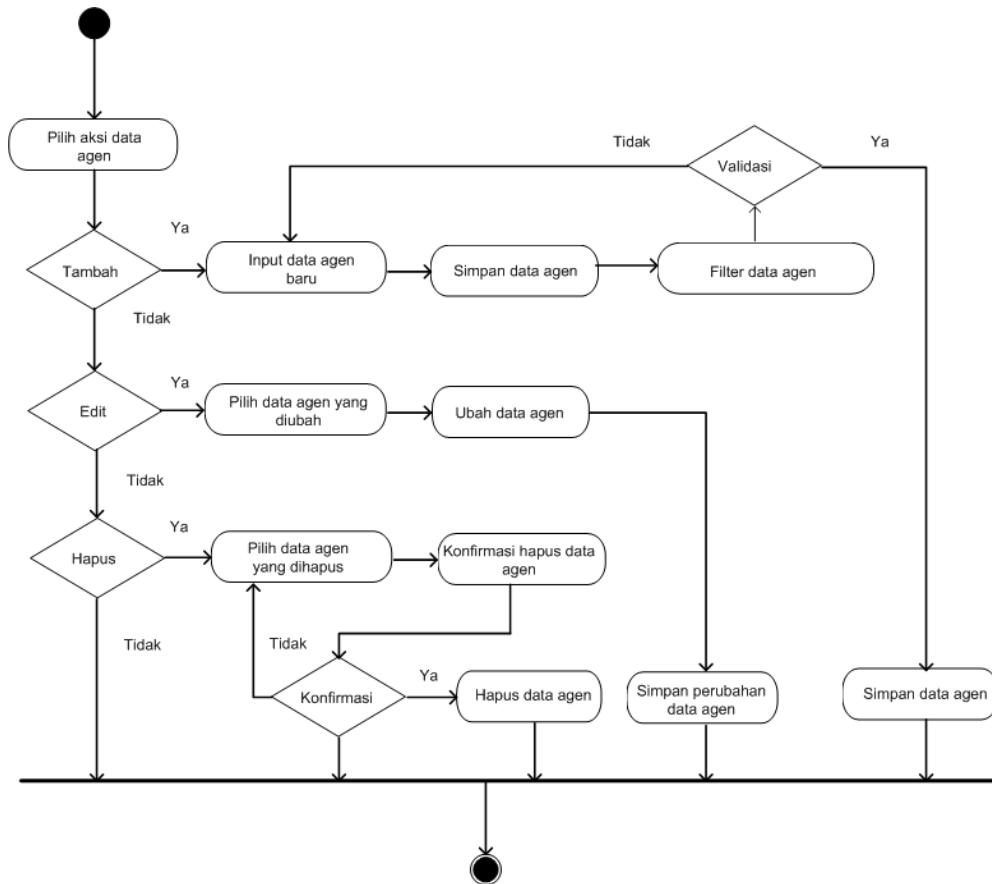 Pilih aksi data
agen
Tidak
Validasi
Ya
Ya
Tambah
Input data agen
baru
Simpan data agen
Filter data agen
Tidak
Ya
Edit
Pilih data agen yang
diubah
Ubah data agen
Tidak
Ya
Hapus
Pilih data agen
yang dihapus
Konfirmasi hapus data
agen
Tidak
Tidak
Konfirmasi
Ya
Hapus data agen
Simpan perubahan
data agen
Simpan data agen